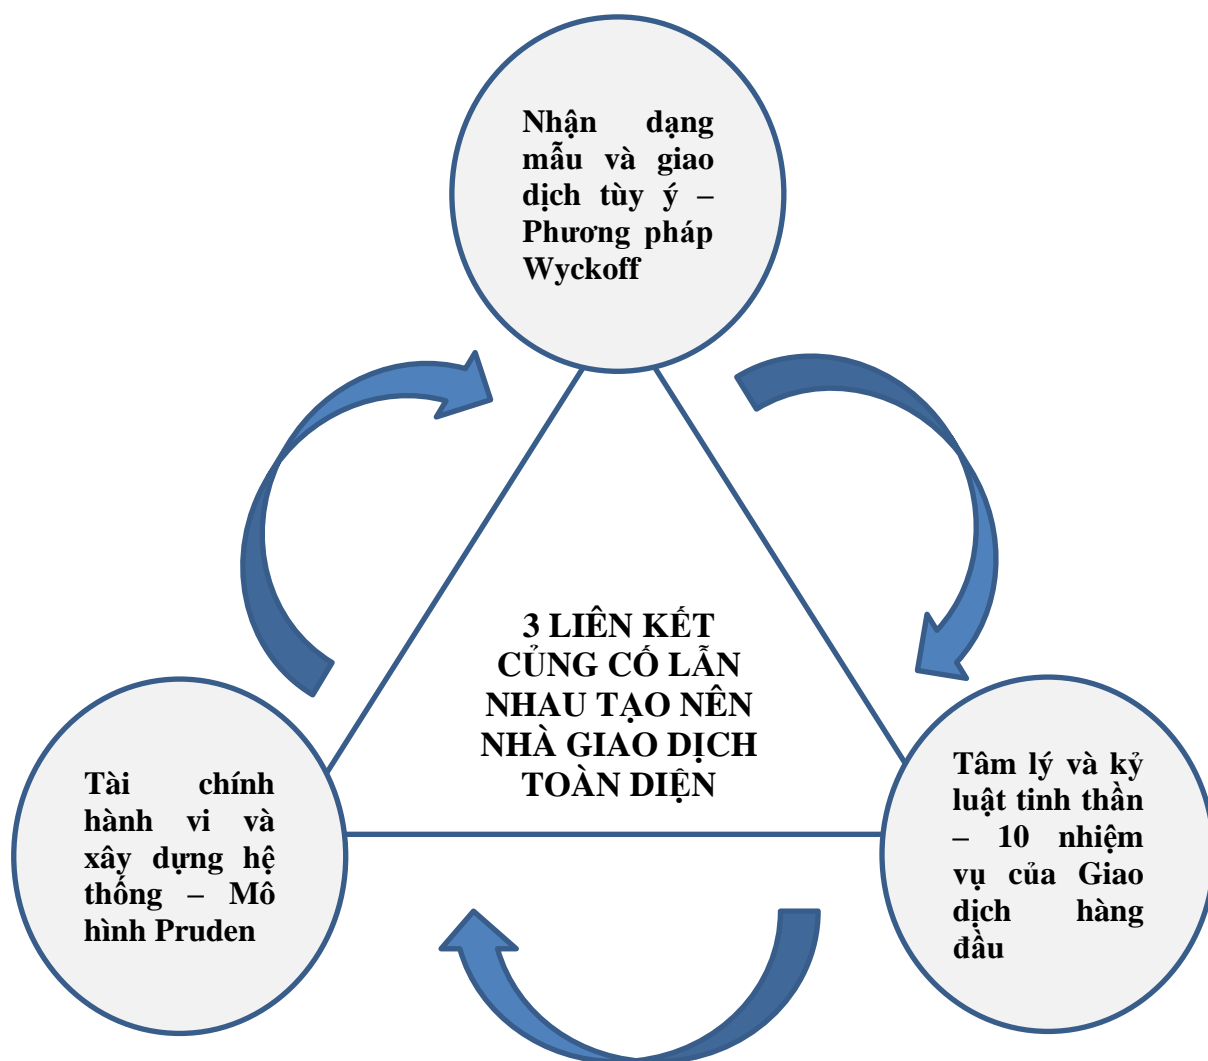 Nhận dạng
mẫu và giao
dịch tùy ý –
Phương pháp
Wyckoff
3 LIÊN KẾT
CỦNG CỐ LẪN
NHAU TẠO NÊN
NHÀ GIAO DỊCH
TOÀN DIỆN
Tài chính
hành vi và
xây dựng hệ
thống – Mô
hình Pruden
Tâm lý và kỷ
luật tinh thần
– 10 nhiệm
vụ của Giao
dịch hàng
đầu